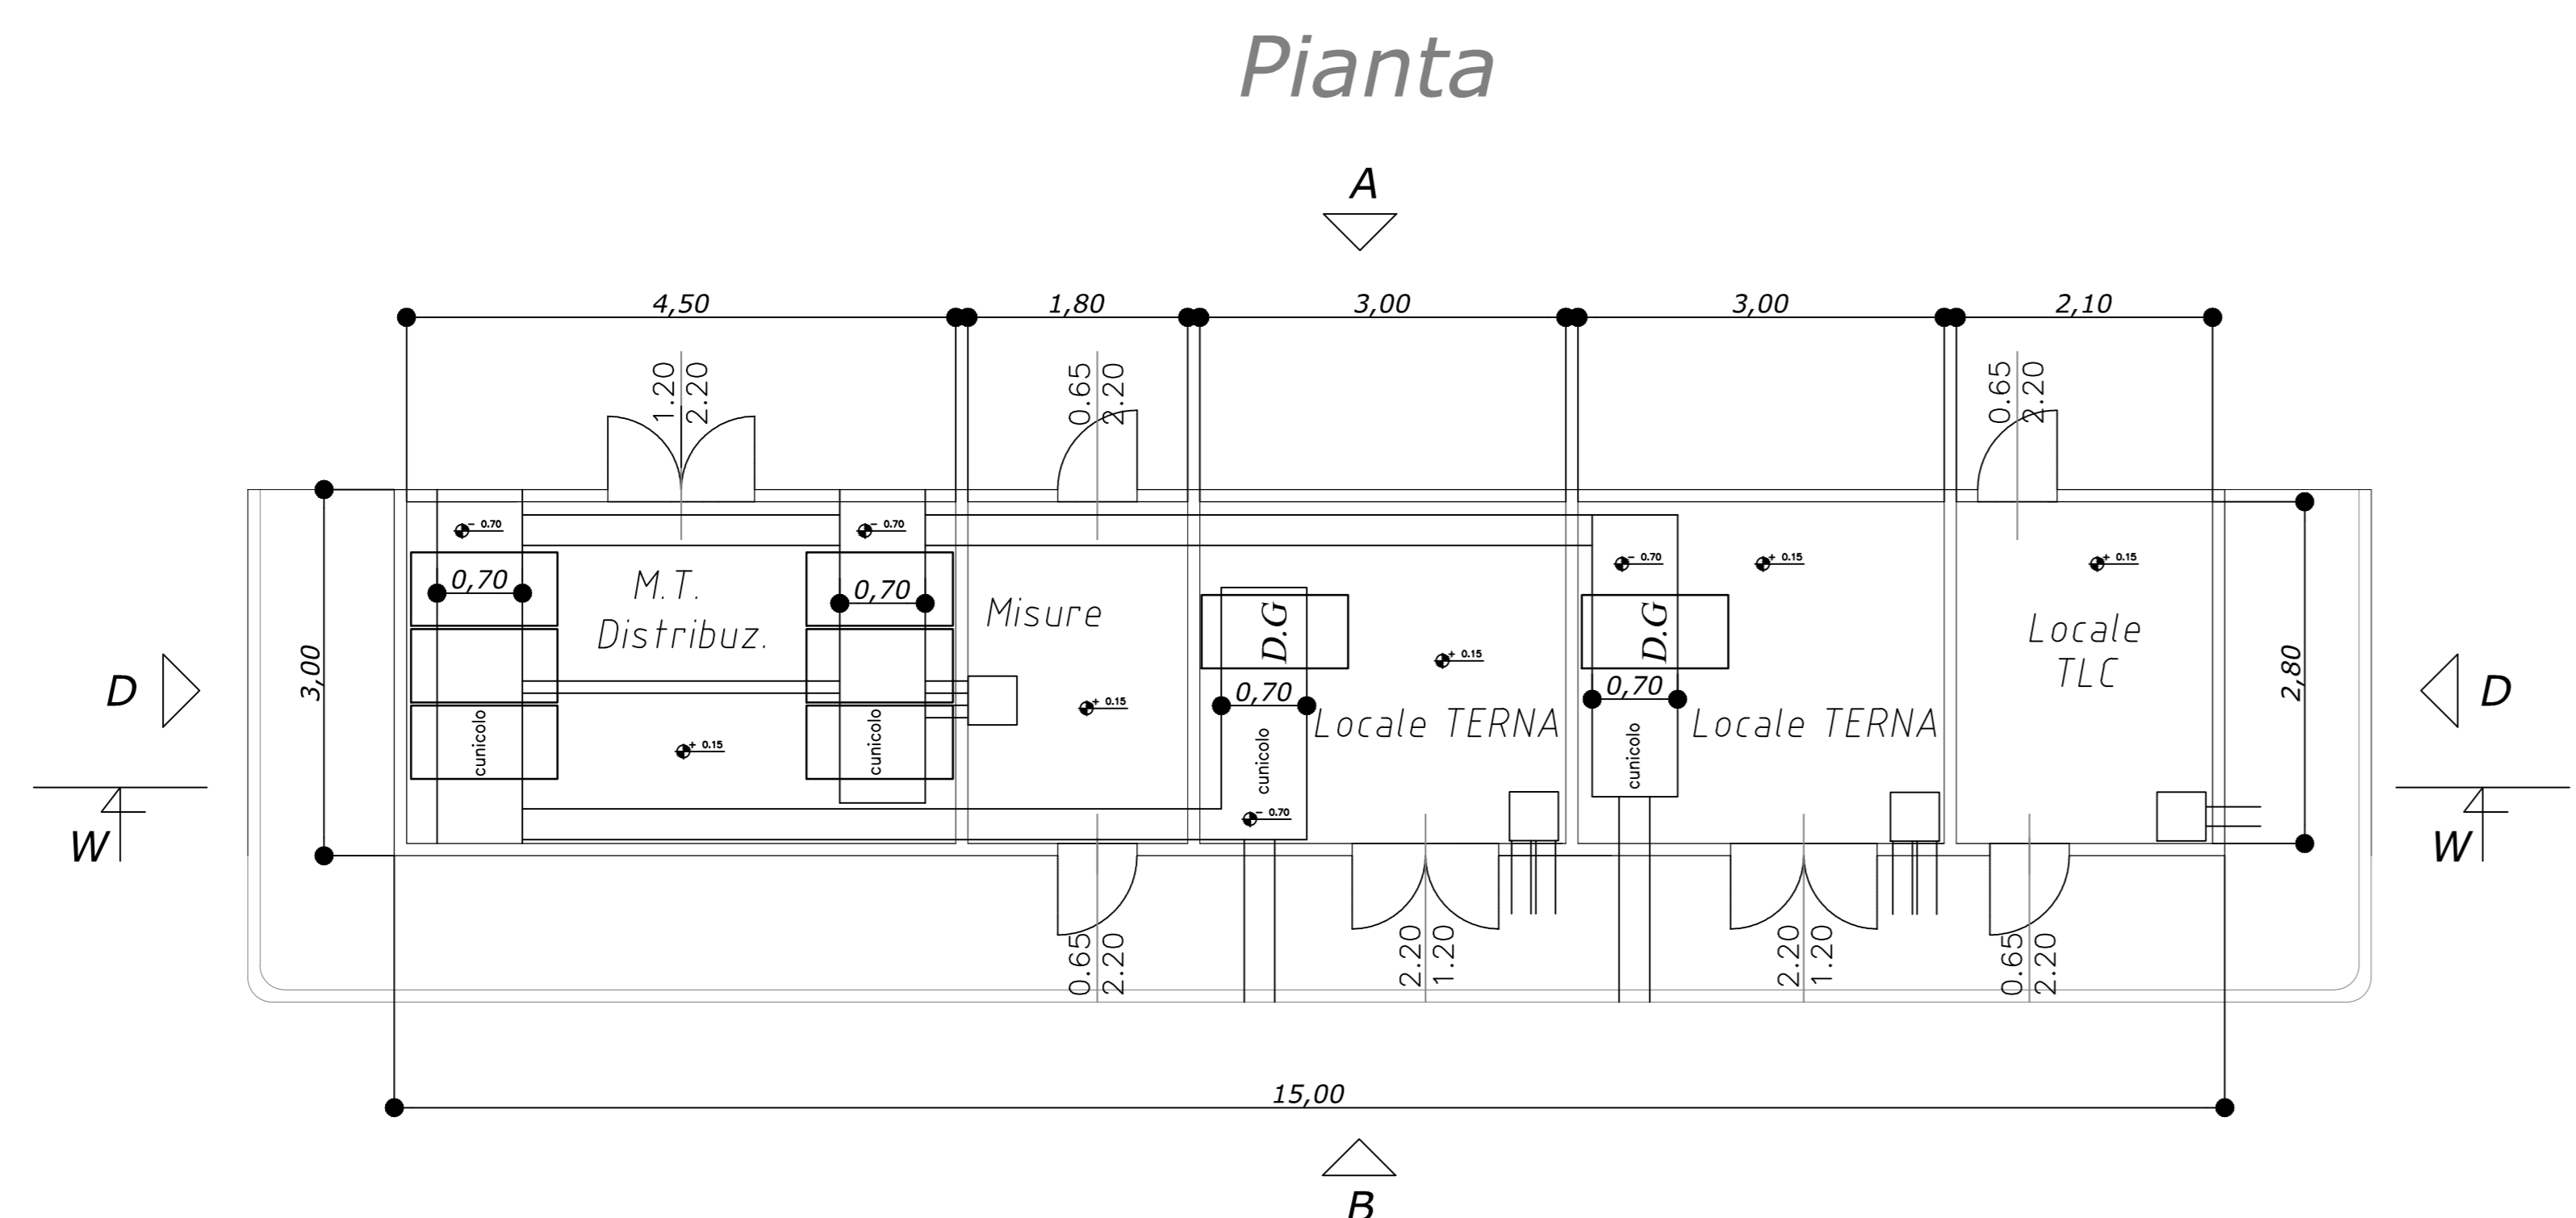 Pianta
A
4,50
1,80
3,00
3,00
2,10
1.20
2.20
0.65
2.20
0.65
2.20
- 0.70
- 0.70
- 0.70
+ 0.15
+ 0.15
0,70
M.T.
Distribuz.
0,70
Misure
D.G
D.G
Locale
TLC
3,00
2,80
+ 0.15
D
D
0,70
0,70
+ 0.15
Locale TERNA
Locale TERNA
cunicolo
cunicolo
cunicolo
cunicolo
+ 0.15
- 0.70
W
W
0.65
2.20
2.20
1.20
2.20
1.20
0.65
2.20
15,00
B